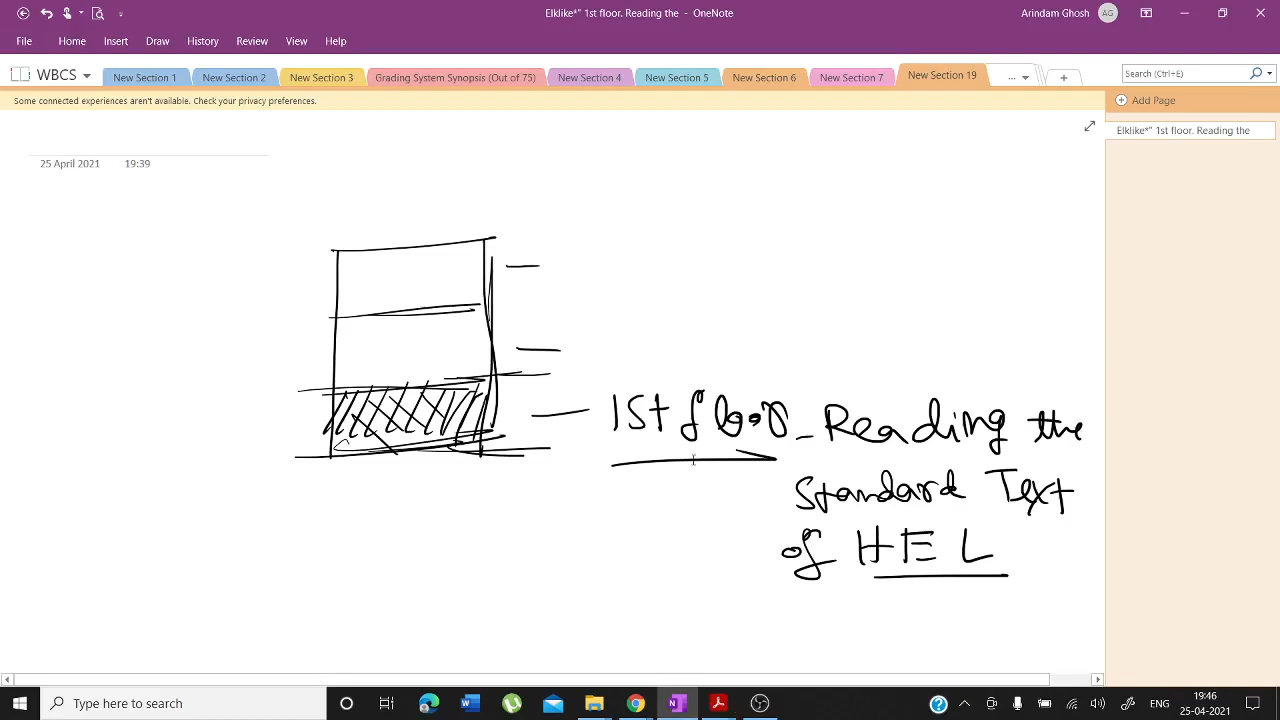 Elklike*" 1st floor. Reading the - OneNote
Arindam Ghosh AG
File Home Insert Draw History Review View Help
WBCS New Section 1 New Section 2 New Section 3 Grading System Synopsis (Out of 75) New Section 4 New Section 5 New Section 6 New Section 7 New Section 19 ... Search (Ctrl+E)
Some connected experiences aren't available. Check your privacy preferences.
Add Page
Elklike*" 1st floor. Reading the
25 April 2021 19:39
1st floor - Reading the
Standard Text
of HEL
Type here to search
ENG 19:46
25-04-2021